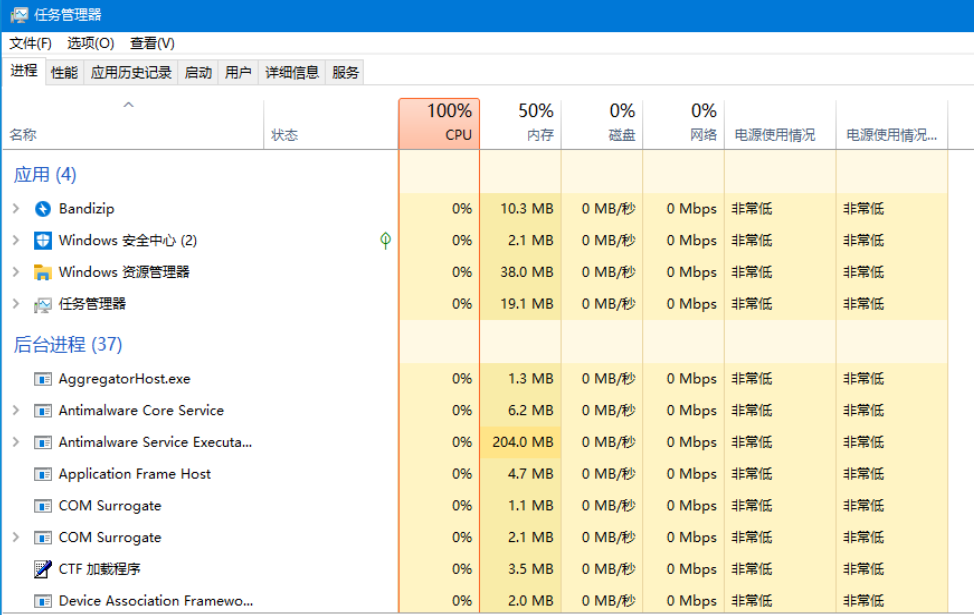 任务管理器
文件(F) 选项(O) 查看(V)
进程 性能 应用历史记录 启动 用户 详细信息 服务
100% 50% 0% 0%
名称 状态 CPU 内存 磁盘 网络 电源使用情况 电源使用情况...
应用 (4)
Bandizip 0% 10.3 MB 0 MB/秒 0 Mbps 非常低 非常低
Windows 安全中心 (2) 0% 2.1 MB 0 MB/秒 0 Mbps 非常低 非常低
Windows 资源管理器 0% 38.0 MB 0 MB/秒 0 Mbps 非常低 非常低
任务管理器 0% 19.1 MB 0 MB/秒 0 Mbps 非常低 非常低
后台进程 (37)
AggregatorHost.exe 0% 1.3 MB 0 MB/秒 0 Mbps 非常低 非常低
Antimalware Core Service 0% 6.2 MB 0 MB/秒 0 Mbps 非常低 非常低
Antimalware Service Executa... 0% 204.0 MB 0 MB/秒 0 Mbps 非常低 非常低
Application Frame Host 0% 4.7 MB 0 MB/秒 0 Mbps 非常低 非常低
COM Surrogate 0% 1.1 MB 0 MB/秒 0 Mbps 非常低 非常低
COM Surrogate 0% 2.1 MB 0 MB/秒 0 Mbps 非常低 非常低
CTF 加载程序 0% 3.5 MB 0 MB/秒 0 Mbps 非常低 非常低
Device Association Framewo... 0% 2.0 MB 0 MB/秒 0 Mbps 非常低 非常低